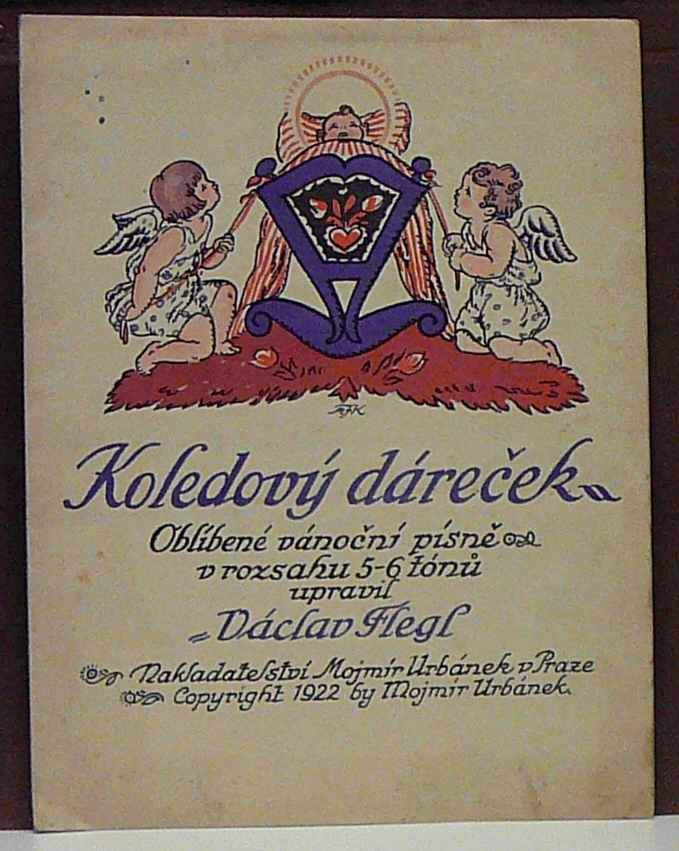 Koledový dáreček
Oblíbené vánoční písně
v rozsahu 5-6 tónů
upravil
Václav Flegl
Nakladatelství Mojmír Urbánek v Praze
Copyright 1922 by Mojmír Urbánek.